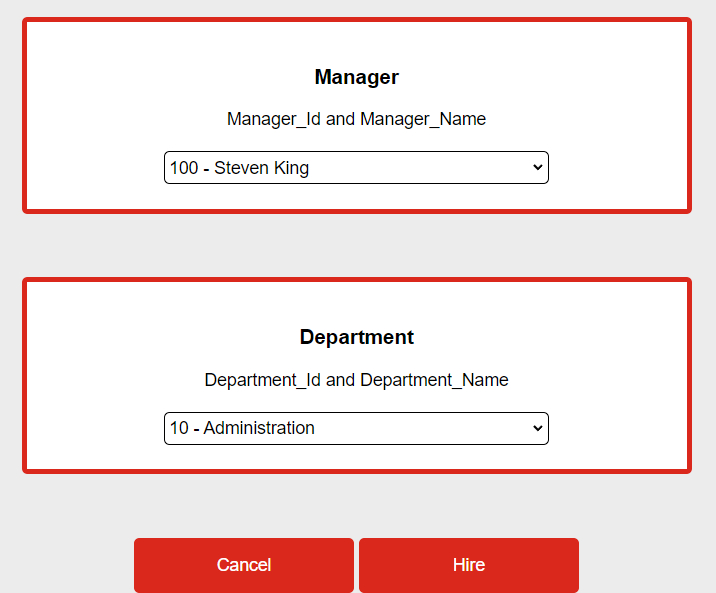 Manager
Manager_Id and Manager_Name
100 - Steven King
Department
Department_Id and Department_Name
10 - Administration
Cancel
Hire